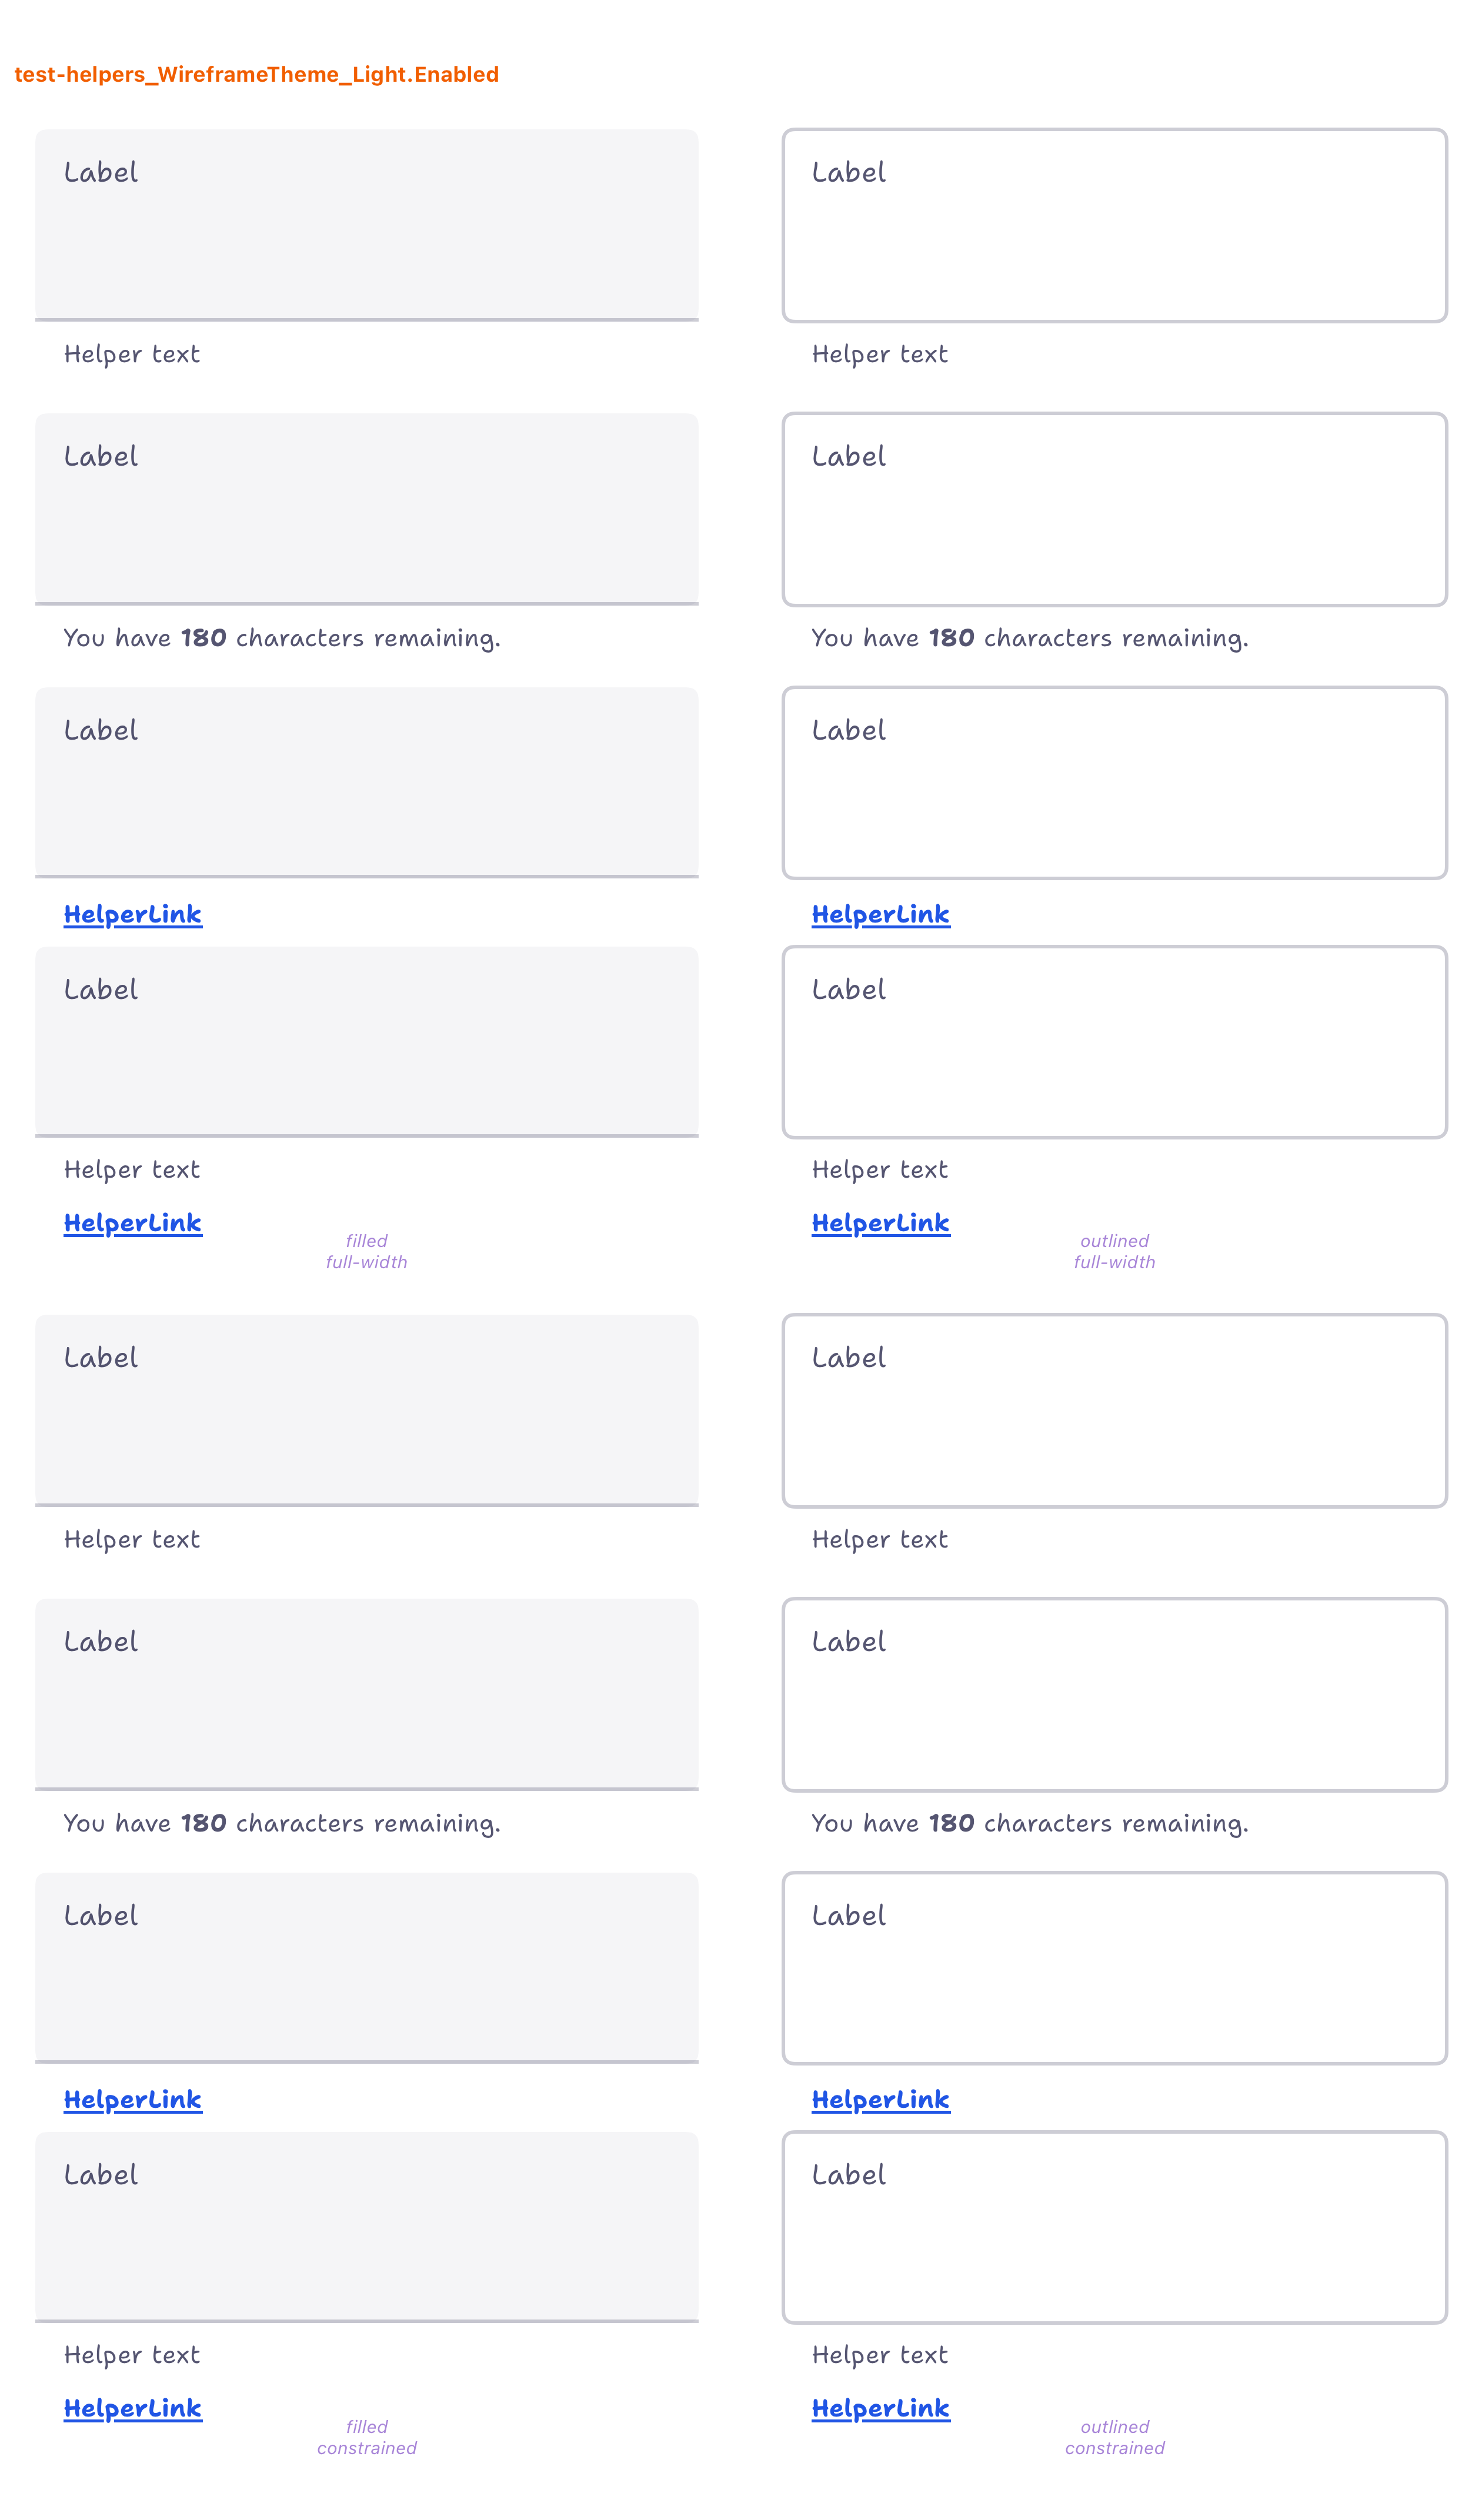 test-helpers_WireframeTheme_Light.Enabled
Label
Label
Helper text
Helper text
Label
Label
You have 180 characters remaining.
You have 180 characters remaining.
Label
Label
HelperLink
HelperLink
Label
Label
Helper text
Helper text
HelperLink
HelperLink
filled
full-width
outlined
full-width
Label
Label
Helper text
Helper text
Label
Label
You have 180 characters remaining.
You have 180 characters remaining.
Label
Label
HelperLink
HelperLink
Label
Label
Helper text
Helper text
HelperLink
HelperLink
filled
constrained
outlined
constrained